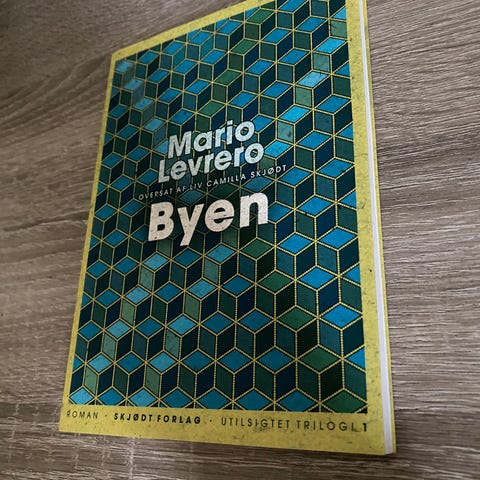 Mario
Levrero
OVERSAT AF LIV CAMILLA SKJØDT
Byen
ROMAN · SKJØDT FORLAG · UTILSIGTET TRILOGI 1